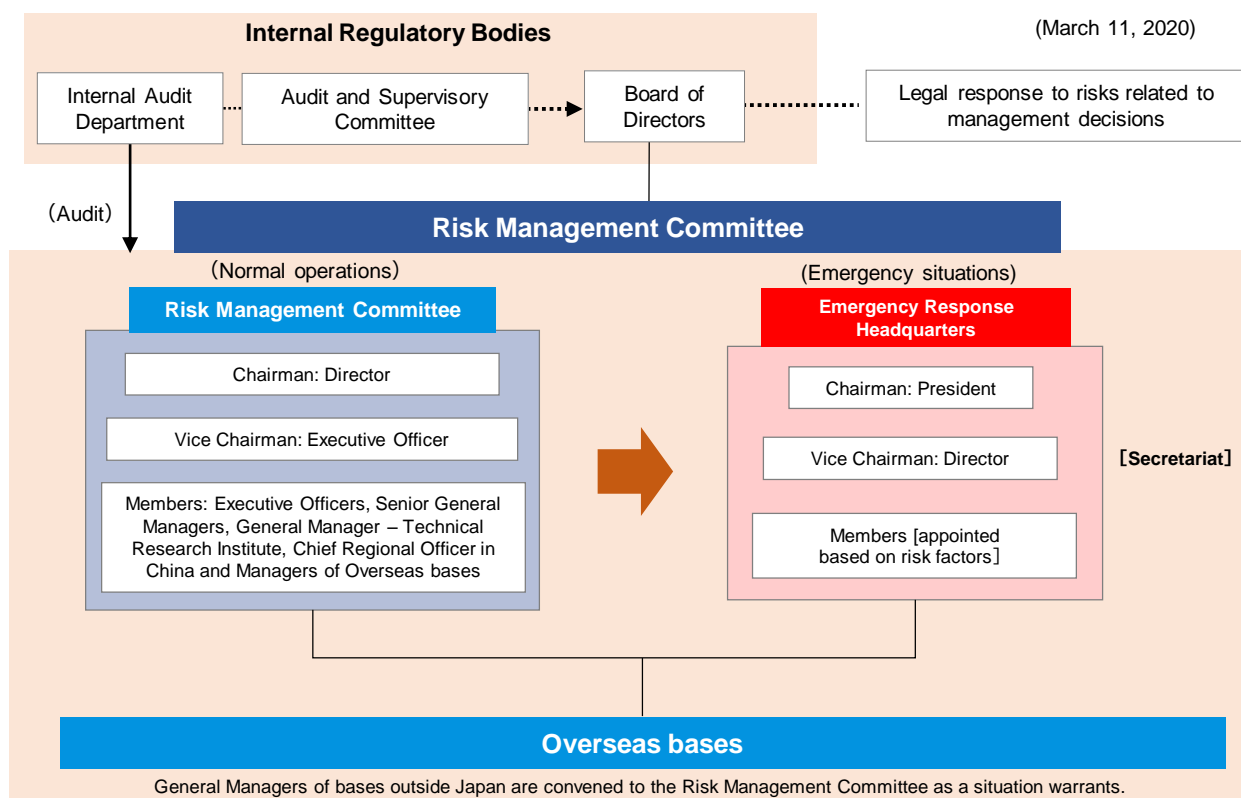 Internal Regulatory Bodies
(March 11, 2020)
Internal Audit
Department
Audit and Supervisory
Committee
Board of
Directors
Legal response to risks related to
management decisions
（Audit）
Risk Management Committee
（Normal operations）
(Emergency situations)
Risk Management Committee
Chairman: Director
Vice Chairman: Executive Officer
Members: Executive Officers, Senior General
Managers, General Manager – Technical
Research Institute, Chief Regional Officer in
China and Managers of Overseas bases
Emergency Response
Headquarters
Chairman: President
Vice Chairman: Director
Members [appointed
based on risk factors］
［Secretariat］
Overseas bases
General Managers of bases outside Japan are convened to the Risk Management Committee as a situation warrants.